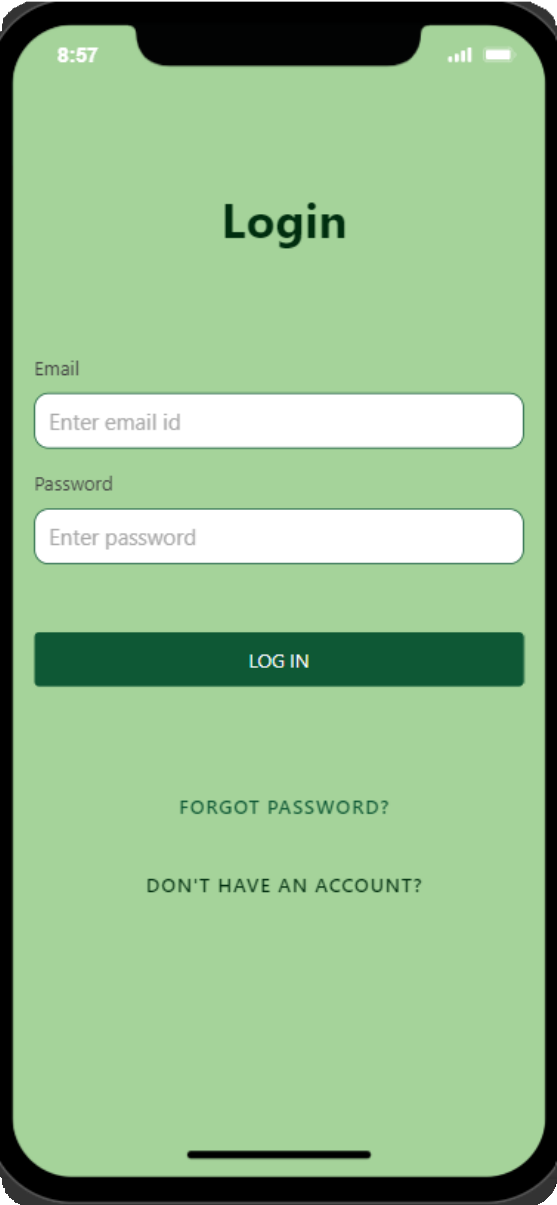 8:57
Login
Email
Enter email id
Password
Enter password
LOG IN
FORGOT PASSWORD?
DON'T HAVE AN ACCOUNT?